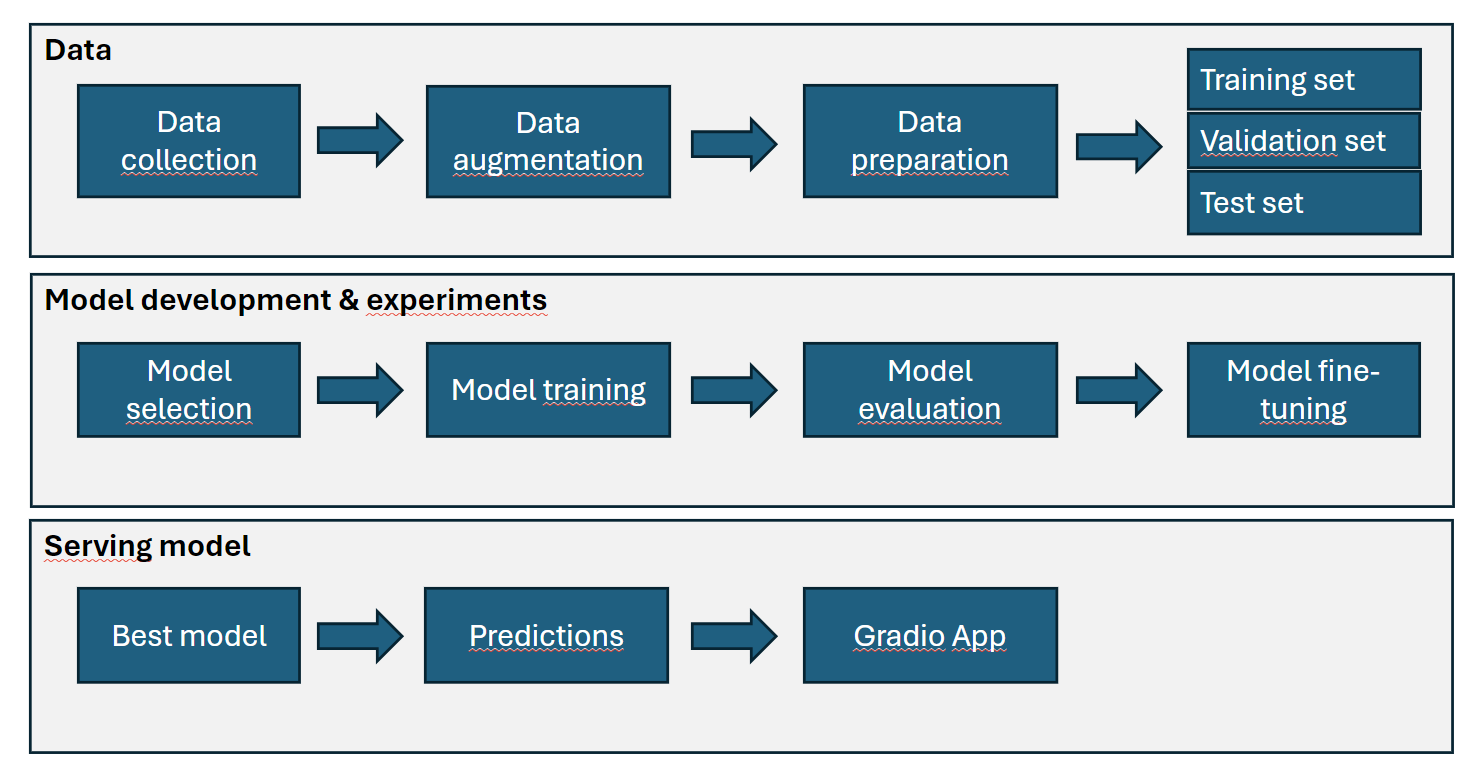 Data
Data
collection
Data
augmentation
Data
preparation
Training set
Validation set
Test set
Model development & experiments
Model
selection
Model training
Model
evaluation
Model fine-
tuning
Serving model
Best model
Predictions
Gradio App